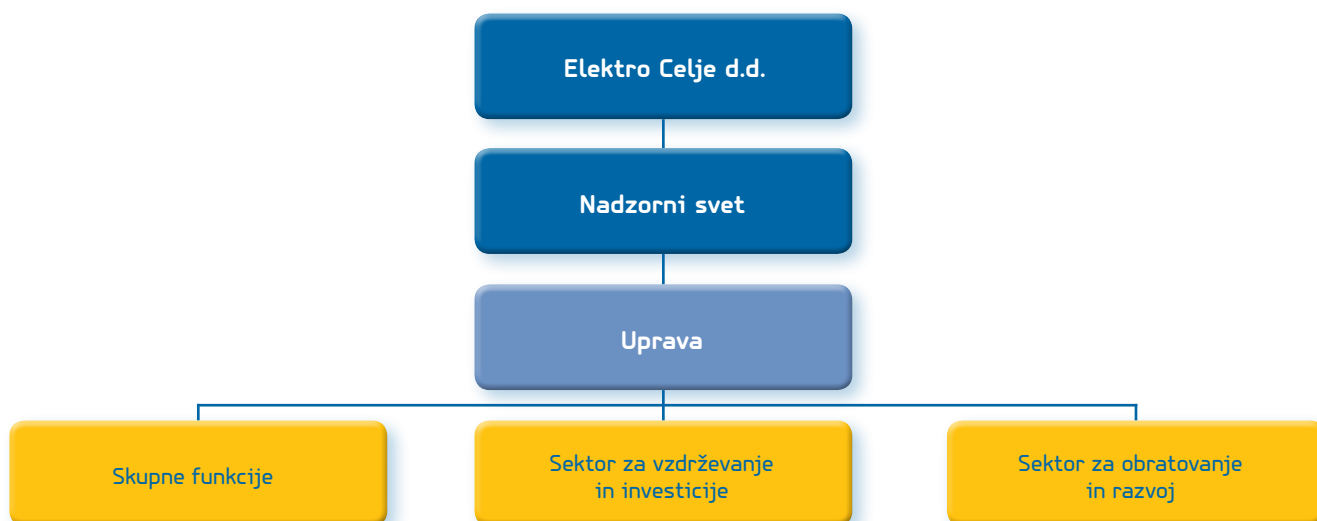 Elektro Celje d.d.
Nadzorni svet
Uprava
Skupne funkcije
Sektor za vzdrževanje
in investicije
Sektor za obratovanje
in razvoj